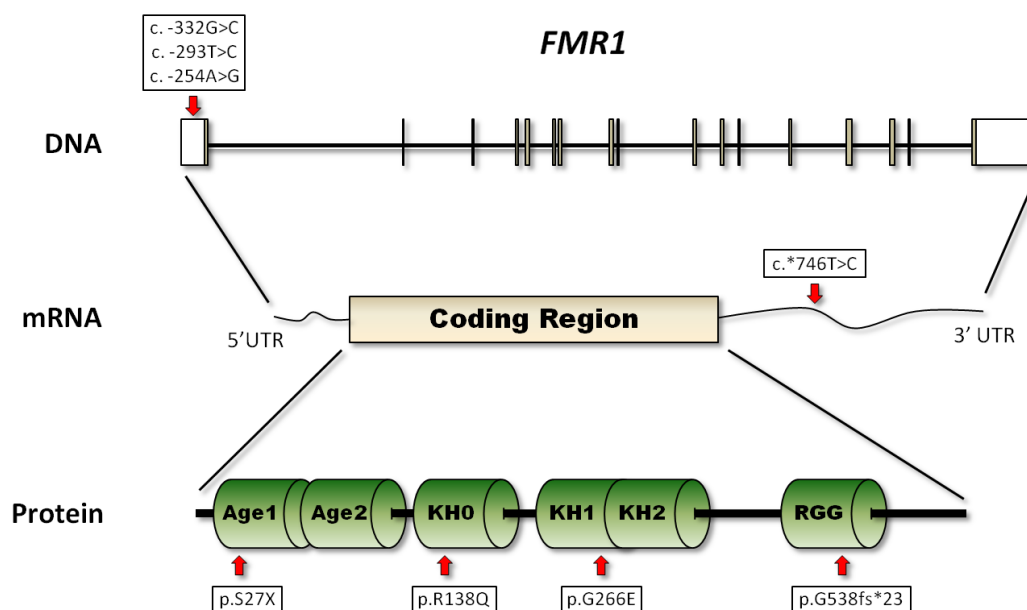 c. -332G>C
c. -293T>C
c. -254A>G
FMR1
DNA
c.*746T>C
mRNA
Coding Region
5’UTR
3’ UTR
Protein
Age1
Age2
KH0
KH1
KH2
RGG
p.S27X
p.R138Q
p.G266E
p.G538fs*23